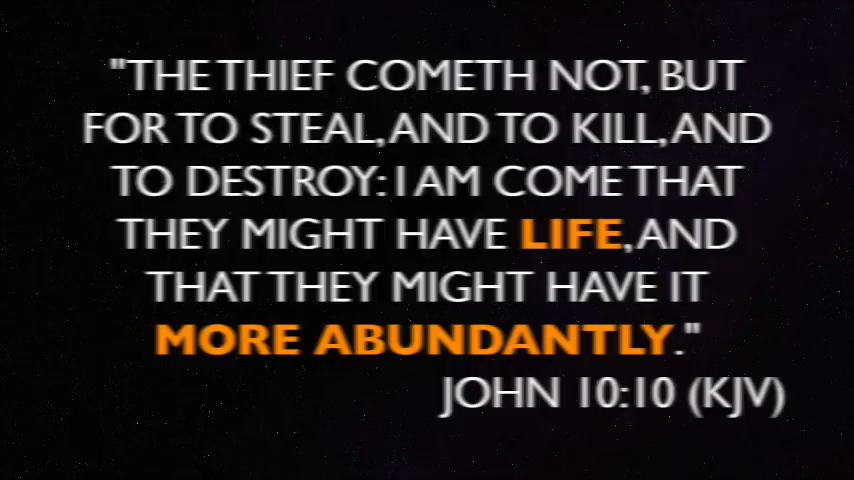 "THE THIEF COMETH NOT, BUT
FOR TO STEAL, AND TO KILL, AND
TO DESTROY: I AM COME THAT
THEY MIGHT HAVE LIFE, AND
THAT THEY MIGHT HAVE IT
MORE ABUNDANTLY."
JOHN 10:10 (KJV)